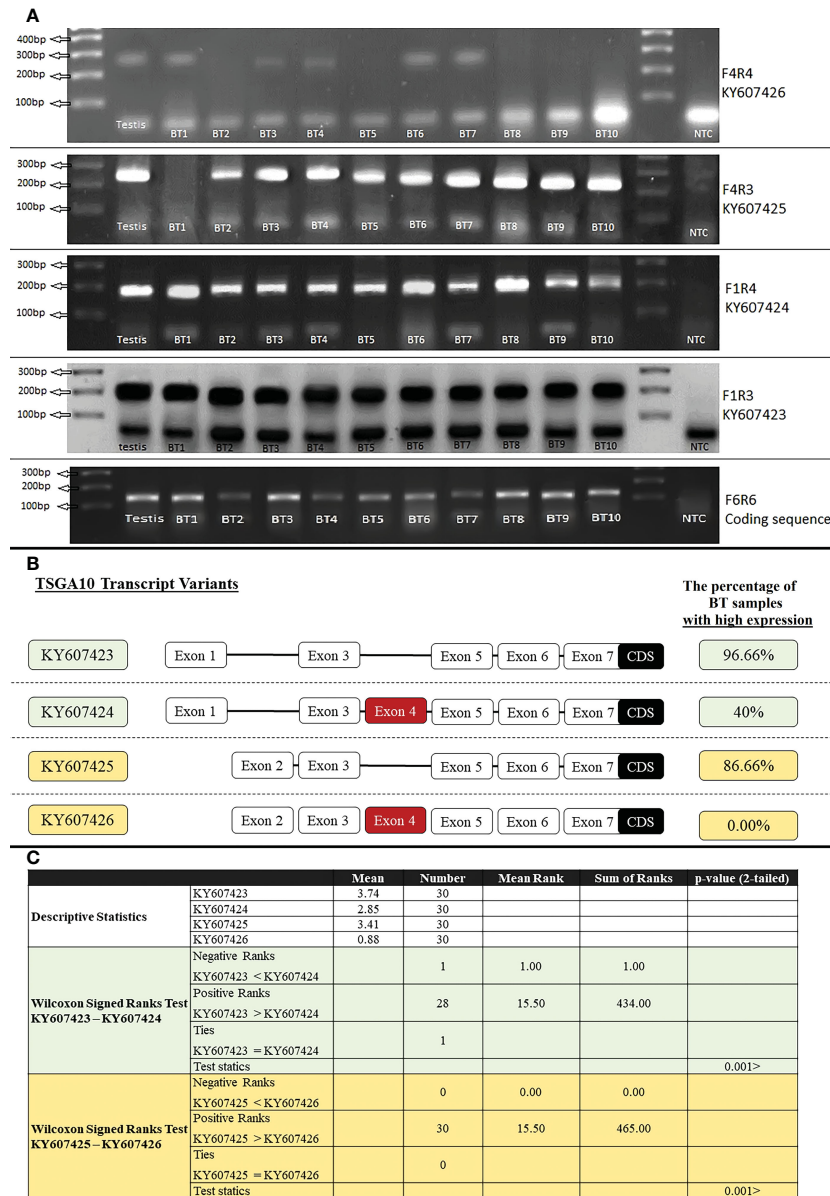 A
400bp
300bp
200bp
100bp
Testis BT1 BT2 BT3 BT4 BT5 BT6 BT7 BT8 BT9 BT10 NTC
F4R4
KY607426
300bp
200bp
100bp
Testis BT1 BT2 BT3 BT4 BT5 BT6 BT7 BT8 BT9 BT10 NTC
F4R3
KY607425
300bp
200bp
100bp
Testis BT1 BT2 BT3 BT4 BT5 BT6 BT7 BT8 BT9 BT10 NTC
F1R4
KY607424
300bp
200bp
100bp
testis BT1 BT2 BT3 BT4 BT5 BT6 BT7 BT8 BT9 BT10 NTC
F1R3
KY607423
300bp
200bp
100bp
Testis BT1 BT2 BT3 BT4 BT5 BT6 BT7 BT8 BT9 BT10 NTC
F6R6
Coding sequence
B
TSGA10 Transcript Variants
The percentage of
BT samples
with high expression
KY607423 Exon 1 Exon 3 Exon 5 Exon 6 Exon 7 CDS 96.66%
KY607424 Exon 1 Exon 3 Exon 4 Exon 5 Exon 6 Exon 7 CDS 40%
KY607425 Exon 2 Exon 3 Exon 5 Exon 6 Exon 7 CDS 86.66%
KY607426 Exon 2 Exon 3 Exon 4 Exon 5 Exon 6 Exon 7 CDS 0.00%
C
Mean Number Mean Rank Sum of Ranks p-value (2-tailed)
Descriptive Statistics
KY607423 3.74 30
KY607424 2.85 30
KY607425 3.41 30
KY607426 0.88 30
Wilcoxon Signed Ranks Test
KY607423 – KY607424
Negative Ranks
KY607423 < KY607424 1 1.00 1.00
Positive Ranks
KY607423 > KY607424 28 15.50 434.00
Ties
KY607423 = KY607424 1
Test statics 0.001>
Wilcoxon Signed Ranks Test
KY607425 – KY607426
Negative Ranks
KY607425 < KY607426 0 0.00 0.00
Positive Ranks
KY607425 > KY607426 30 15.50 465.00
Ties
KY607425 = KY607426 0
Test statics 0.001>